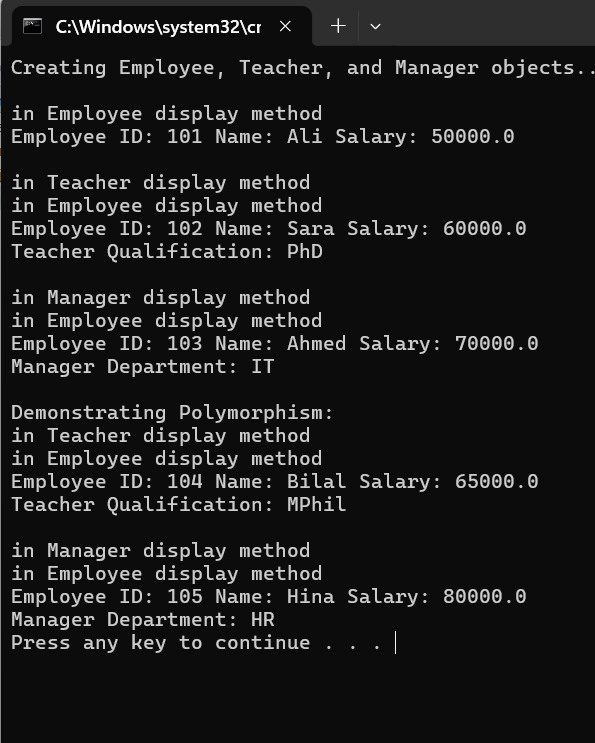 C:\Windows\system32\cr
Creating Employee, Teacher, and Manager objects..
in Employee display method
Employee ID: 101 Name: Ali Salary: 50000.0
in Teacher display method
in Employee display method
Employee ID: 102 Name: Sara Salary: 60000.0
Teacher Qualification: PhD
in Manager display method
in Employee display method
Employee ID: 103 Name: Ahmed Salary: 70000.0
Manager Department: IT
Demonstrating Polymorphism:
in Teacher display method
in Employee display method
Employee ID: 104 Name: Bilal Salary: 65000.0
Teacher Qualification: MPhil
in Manager display method
in Employee display method
Employee ID: 105 Name: Hina Salary: 80000.0
Manager Department: HR
Press any key to continue . . .